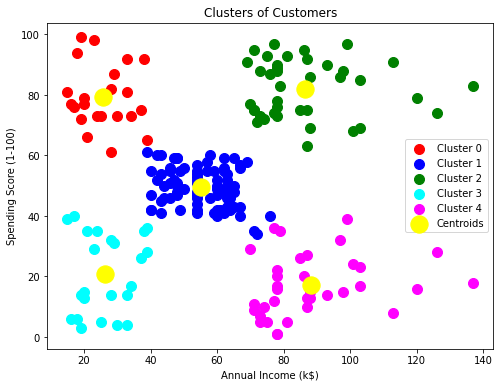 Clusters of Customers
100
80
60
40
20
0
Spending Score (1-100)
Cluster 0
Cluster 1
Cluster 2
Cluster 3
Cluster 4
Centroids
20
40
60
80
100
120
140
Annual Income (k$)